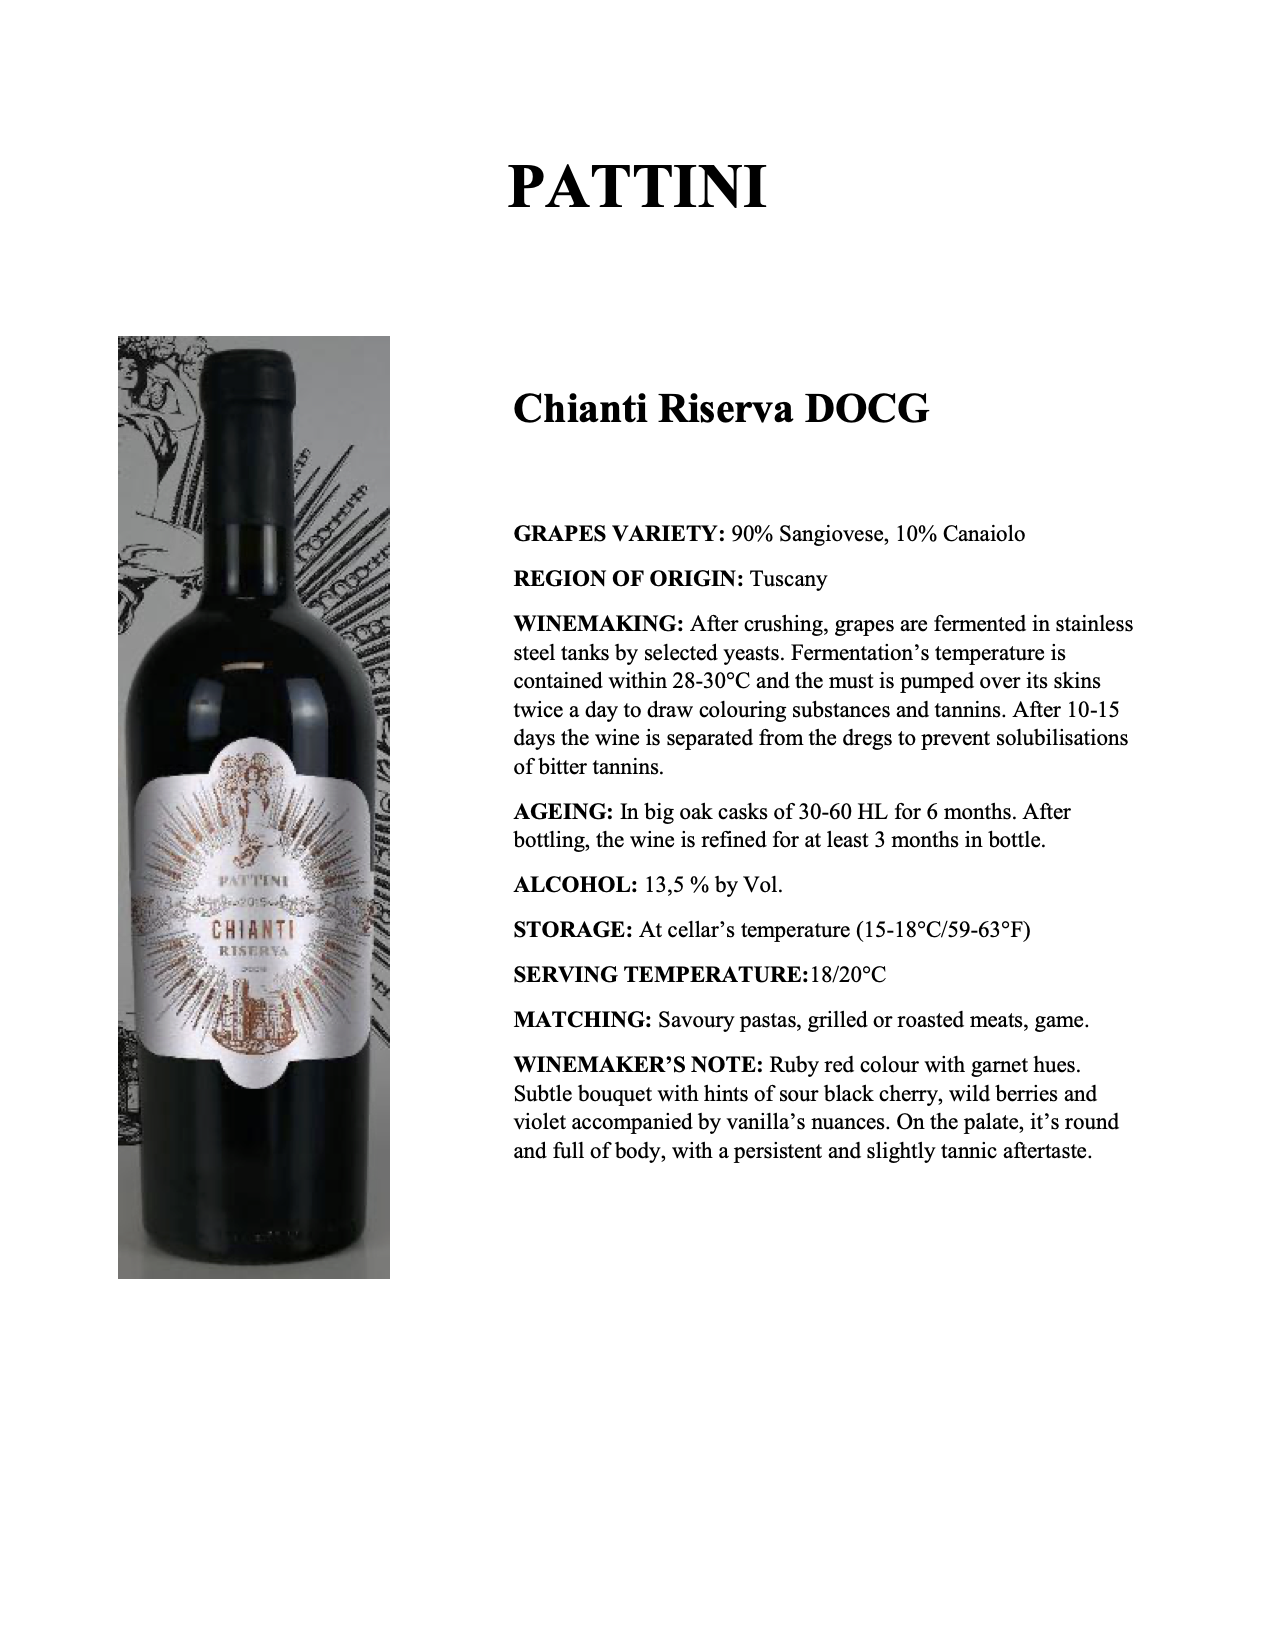 PATTINI
Chianti Riserva DOCG
GRAPES VARIETY: 90% Sangiovese, 10% Canaiolo
REGION OF ORIGIN: Tuscany
WINEMAKING: After crushing, grapes are fermented in stainless
steel tanks by selected yeasts. Fermentation’s temperature is
contained within 28-30°C and the must is pumped over its skins
twice a day to draw colouring substances and tannins. After 10-15
days the wine is separated from the dregs to prevent solubilisations
of bitter tannins.
AGEING: In big oak casks of 30-60 HL for 6 months. After
bottling, the wine is refined for at least 3 months in bottle.
ALCOHOL: 13,5 % by Vol.
STORAGE: At cellar’s temperature (15-18°C/59-63°F)
SERVING TEMPERATURE:18/20°C
MATCHING: Savoury pastas, grilled or roasted meats, game.
WINEMAKER’S NOTE: Ruby red colour with garnet hues.
Subtle bouquet with hints of sour black cherry, wild berries and
violet accompanied by vanilla’s nuances. On the palate, it’s round
and full of body, with a persistent and slightly tannic aftertaste.
PATTINI
CHIANTI
RISERVA